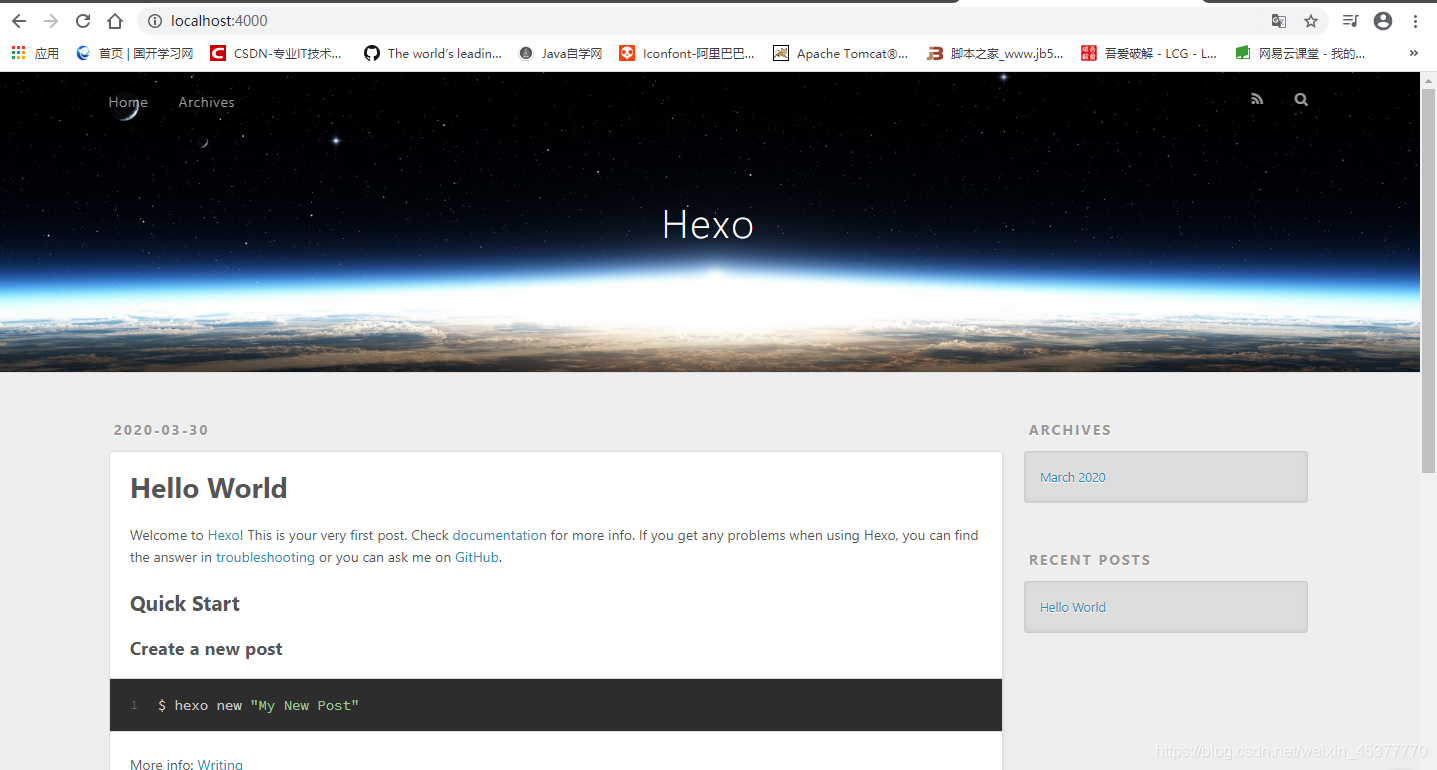 localhost:4000
应用 首页 | 国开学习网 CSDN-专业IT技术... The world's leadin... Java自学网 Iconfont-阿里巴巴... Apache Tomcat®... 脚本之家_www.jb5... 吾爱破解 - LCG - L... 网易云课堂 - 我的... »
Home Archives
Hexo
2020-03-30
Hello World
Welcome to Hexo! This is your very first post. Check documentation for more info. If you get any problems when using Hexo, you can find
the answer in troubleshooting or you can ask me on GitHub.
Quick Start
Create a new post
1 $ hexo new "My New Post"
More info: Writing
ARCHIVES
March 2020
RECENT POSTS
Hello World
https://blog.csdn.net/weixin_45377770